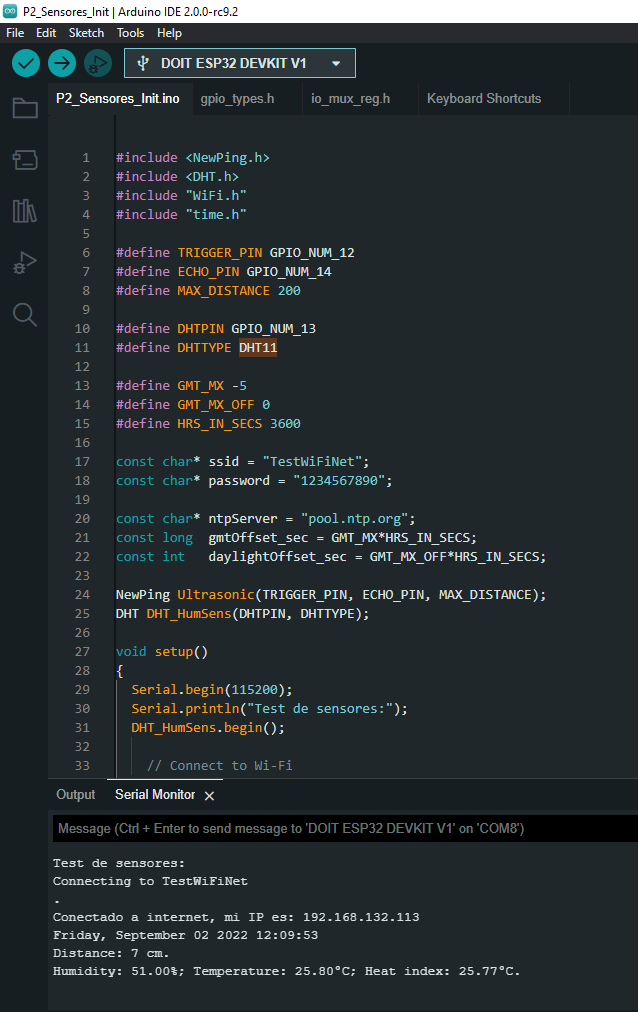 P2_Sensores_Init | Arduino IDE 2.0.0-rc9.2
File Edit Sketch Tools Help
DOIT ESP32 DEVKIT V1
P2_Sensores_Init.ino gpio_types.h io_mux_reg.h Keyboard Shortcuts
1 #include <NewPing.h>
2 #include <DHT.h>
3 #include "WiFi.h"
4 #include "time.h"
5
6 #define TRIGGER_PIN GPIO_NUM_12
7 #define ECHO_PIN GPIO_NUM_14
8 #define MAX_DISTANCE 200
9
10 #define DHTPIN GPIO_NUM_13
11 #define DHTTYPE DHT11
12
13 #define GMT_MX -5
14 #define GMT_MX_OFF 0
15 #define HRS_IN_SECS 3600
16
17 const char* ssid = "TestWiFiNet";
18 const char* password = "1234567890";
19
20 const char* ntpServer = "pool.ntp.org";
21 const long  gmtOffset_sec = GMT_MX*HRS_IN_SECS;
22 const int   daylightOffset_sec = GMT_MX_OFF*HRS_IN_SECS;
23
24 NewPing Ultrasonic(TRIGGER_PIN, ECHO_PIN, MAX_DISTANCE);
25 DHT DHT_HumSens(DHTPIN, DHTTYPE);
26
27 void setup()
28 {
29   Serial.begin(115200);
30   Serial.println("Test de sensores:");
31   DHT_HumSens.begin();
32
33     // Connect to Wi-Fi
Output Serial Monitor ×
Message (Ctrl + Enter to send message to 'DOIT ESP32 DEVKIT V1' on 'COM8')
Test de sensores:
Connecting to TestWiFiNet
.
Conectado a internet, mi IP es: 192.168.132.113
Friday, September 02 2022 12:09:53
Distance: 7 cm.
Humidity: 51.00%; Temperature: 25.80°C; Heat index: 25.77°C.